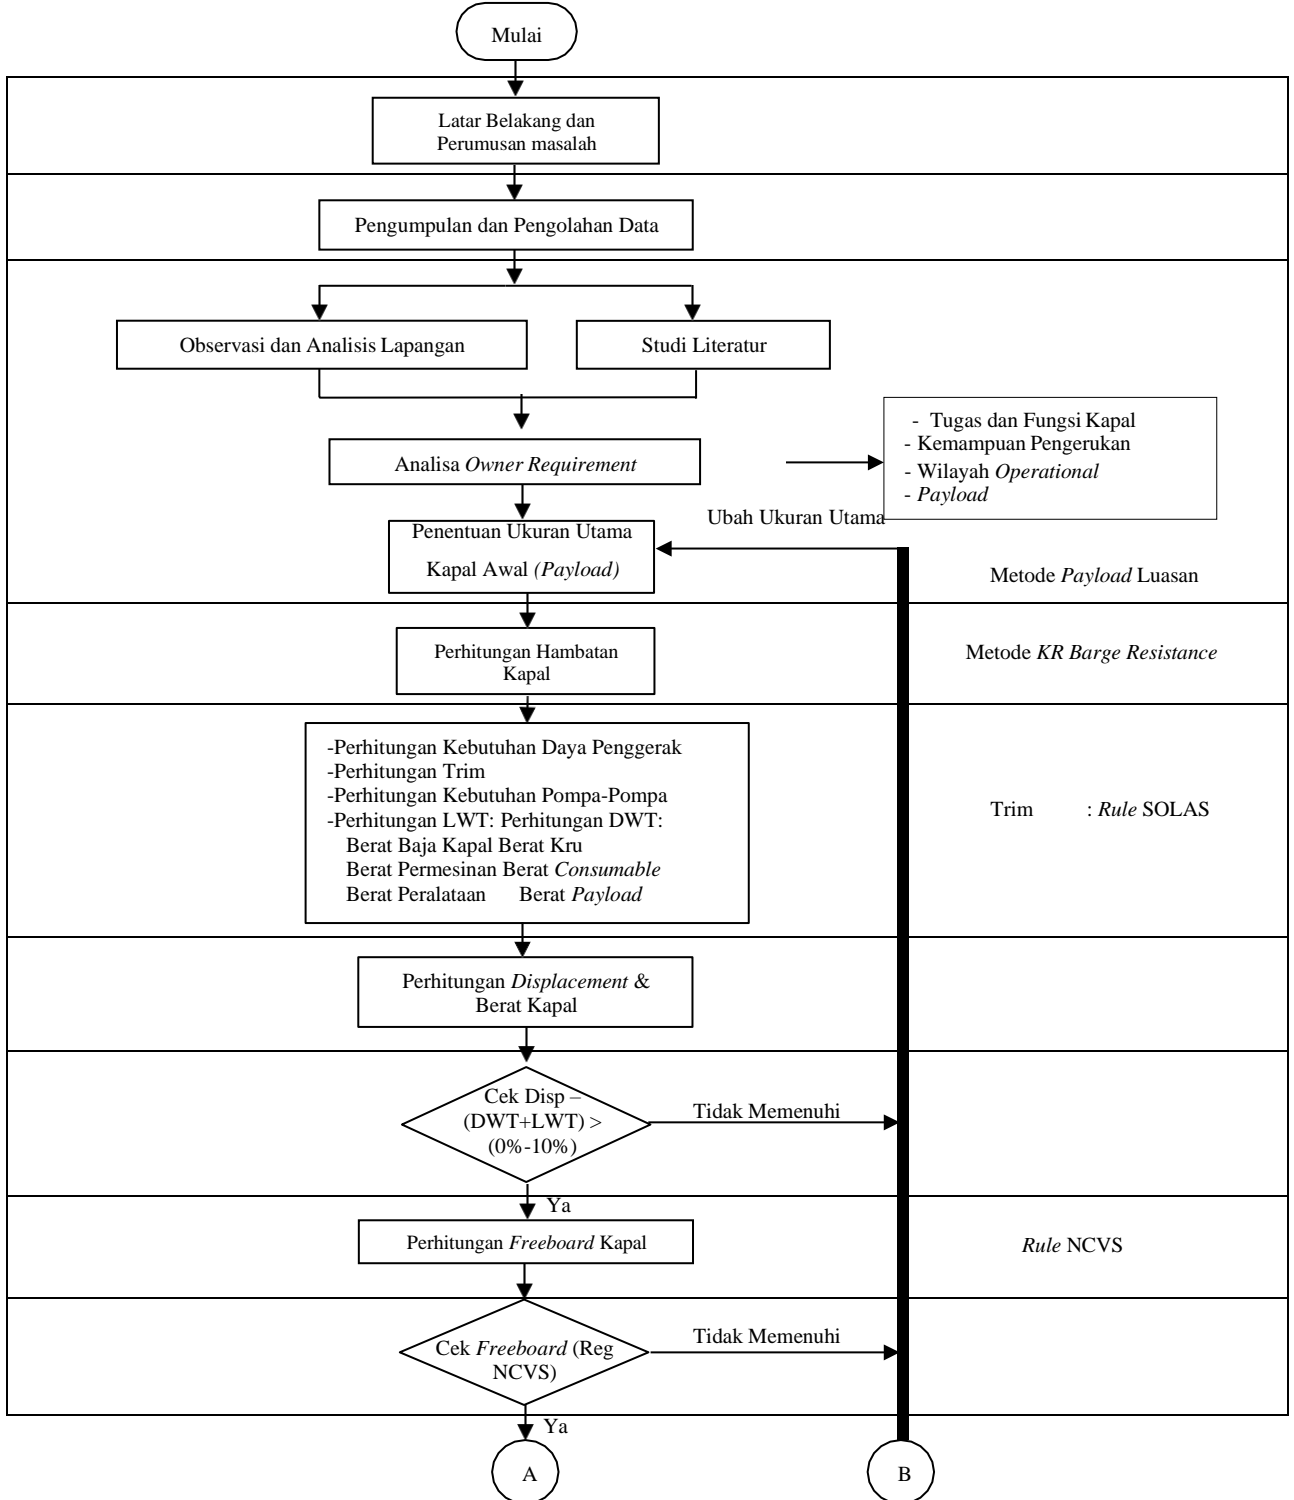 Mulai
Latar Belakang dan
Perumusan masalah
Pengumpulan dan Pengolahan Data
Observasi dan Analisis Lapangan
Studi Literatur
Analisa Owner Requirement
- Tugas dan Fungsi Kapal
- Kemampuan Pengerukan
- Wilayah Operational
- Payload
Ubah Ukuran Utama
Penentuan Ukuran Utama
Kapal Awal (Payload)
Metode Payload Luasan
Perhitungan Hambatan
Kapal
Metode KR Barge Resistance
-Perhitungan Kebutuhan Daya Penggerak
-Perhitungan Trim
-Perhitungan Kebutuhan Pompa-Pompa
-Perhitungan LWT: Perhitungan DWT:
Berat Baja Kapal Berat Kru
Berat Permesinan Berat Consumable
Berat Peralataan Berat Payload
Trim : Rule SOLAS
Perhitungan Displacement &
Berat Kapal
Cek Disp –
(DWT+LWT) >
(0%-10%)
Tidak Memenuhi
Ya
Perhitungan Freeboard Kapal
Rule NCVS
Cek Freeboard (Reg
NCVS)
Tidak Memenuhi
Ya
A
B